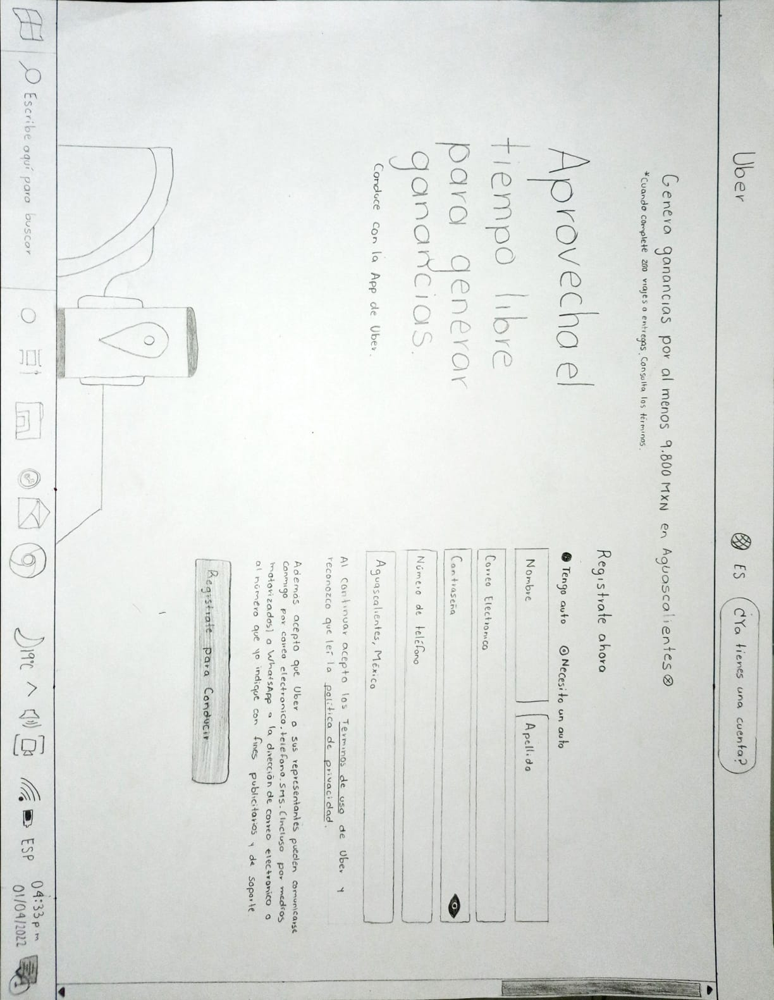 Uber
ES
¿Ya tienes una cuenta?
Genera ganancias por al menos 9.800 MXN en Aguascalientes
*cuando complete 200 viajes o entregas. Consulta los términos.
Aprovecha el
tiempo libre
para generar
ganancias.
Conduce con la App de Uber.
Registrate ahora
Tengo auto
Necesito un auto
Nombre
Apellido
Correo Electronico
Contraseña
Número de teléfono
Aguascalientes, México
Al continuar acepto los Terminos de uso de Uber y
reconozco que leí la política de privacidad.
Además acepto que Uber o sus representantes pueden comunicarse
conmigo por correo electronico. telefono. SMS. (Incluso por medios
motorizados) o WhatsApp a la dirección de correo electronico o
al número que yo indique con fines publicitarios y de soporte
Registrate para Conducir
Escribe aquí para buscar
19°C
ESP
04:33 p.m
01/04/2022